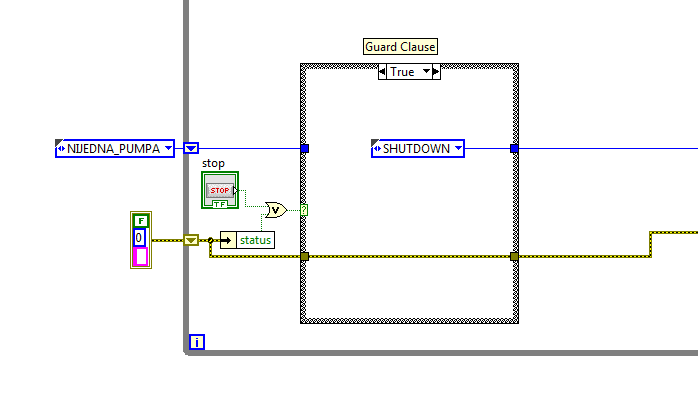 Guard Clause
True
NIJEDNA_PUMPA
SHUTDOWN
stop
STOP
TF
V
?
F
0
status
i